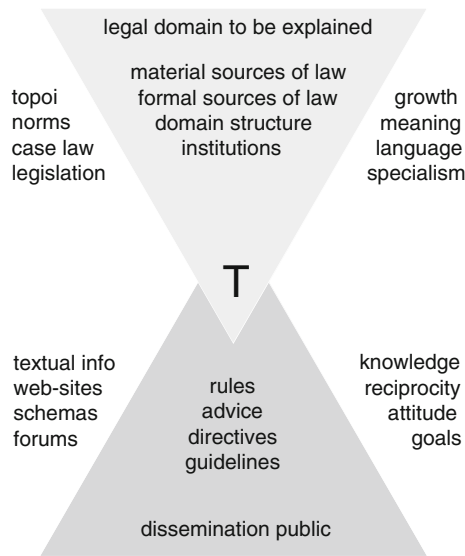 legal domain to be explained
material sources of law
formal sources of law
domain structure
institutions
topoi
norms
case law
legislation
growth
meaning
language
specialism
T
textual info
web-sites
schemas
forums
rules
advice
directives
guidelines
knowledge
reciprocity
attitude
goals
dissemination public